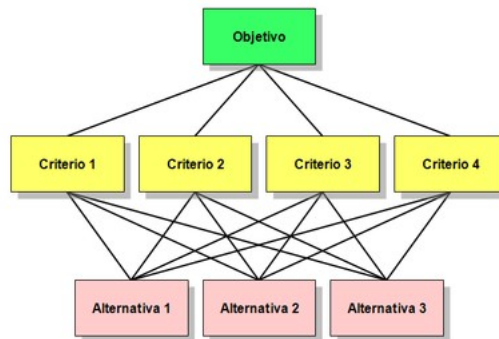 Objetivo
Criterio 1
Criterio 2
Criterio 3
Criterio 4
Alternativa 1
Alternativa 2
Alternativa 3